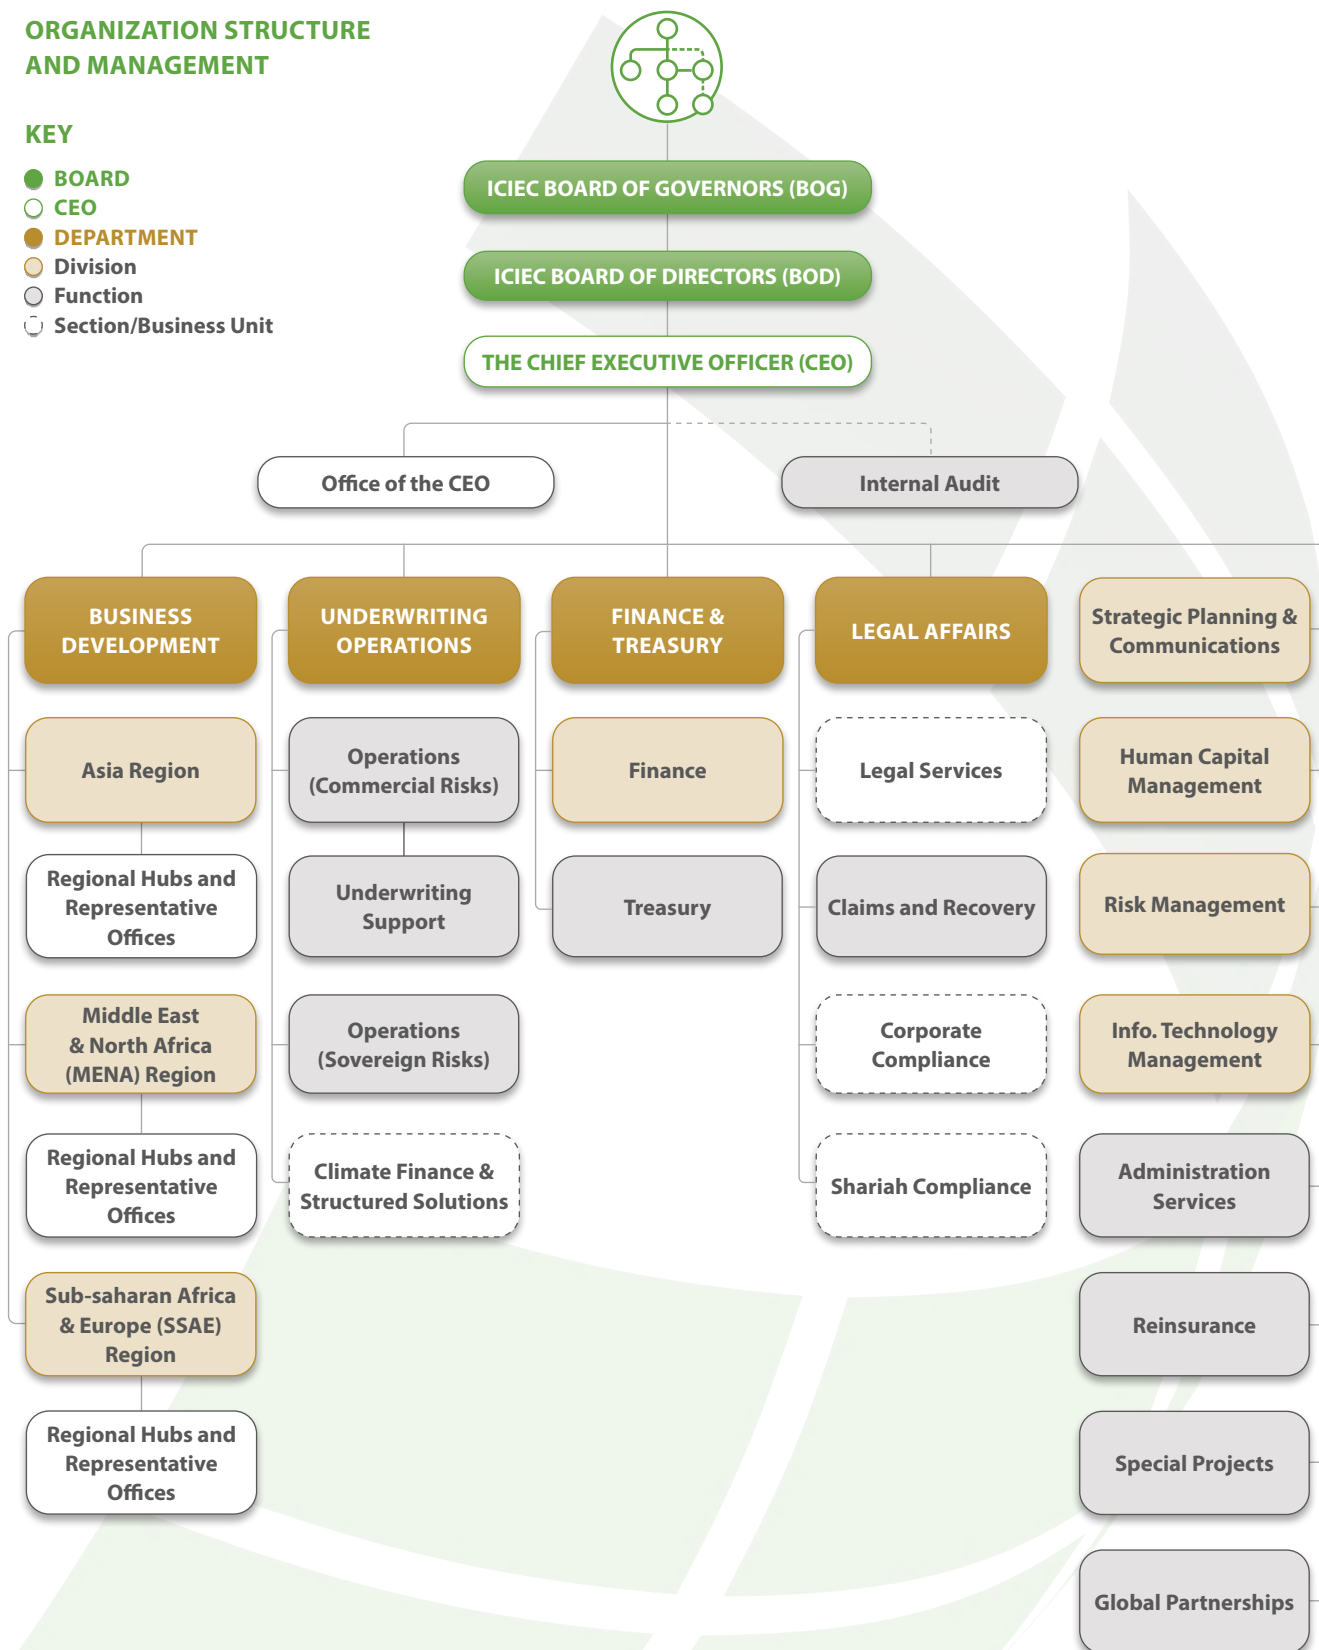 ORGANIZATION STRUCTURE
AND MANAGEMENT
KEY
BOARD
CEO
DEPARTMENT
Division
Function
Section/Business Unit
ICIEC BOARD OF GOVERNORS (BOG)
ICIEC BOARD OF DIRECTORS (BOD)
THE CHIEF EXECUTIVE OFFICER (CEO)
Office of the CEO
Internal Audit
BUSINESS
DEVELOPMENT
Asia Region
Regional Hubs and
Representative
Offices
Middle East
& North Africa
(MENA) Region
Regional Hubs and
Representative
Offices
Sub-saharan Africa
& Europe (SSAE)
Region
Regional Hubs and
Representative
Offices
UNDERWRITING
OPERATIONS
Operations
(Commercial Risks)
Underwriting
Support
Operations
(Sovereign Risks)
Climate Finance &
Structured Solutions
FINANCE &
TREASURY
Finance
Treasury
LEGAL AFFAIRS
Legal Services
Claims and Recovery
Corporate
Compliance
Shariah Compliance
Strategic Planning &
Communications
Human Capital
Management
Risk Management
Info. Technology
Management
Administration
Services
Reinsurance
Special Projects
Global Partnerships